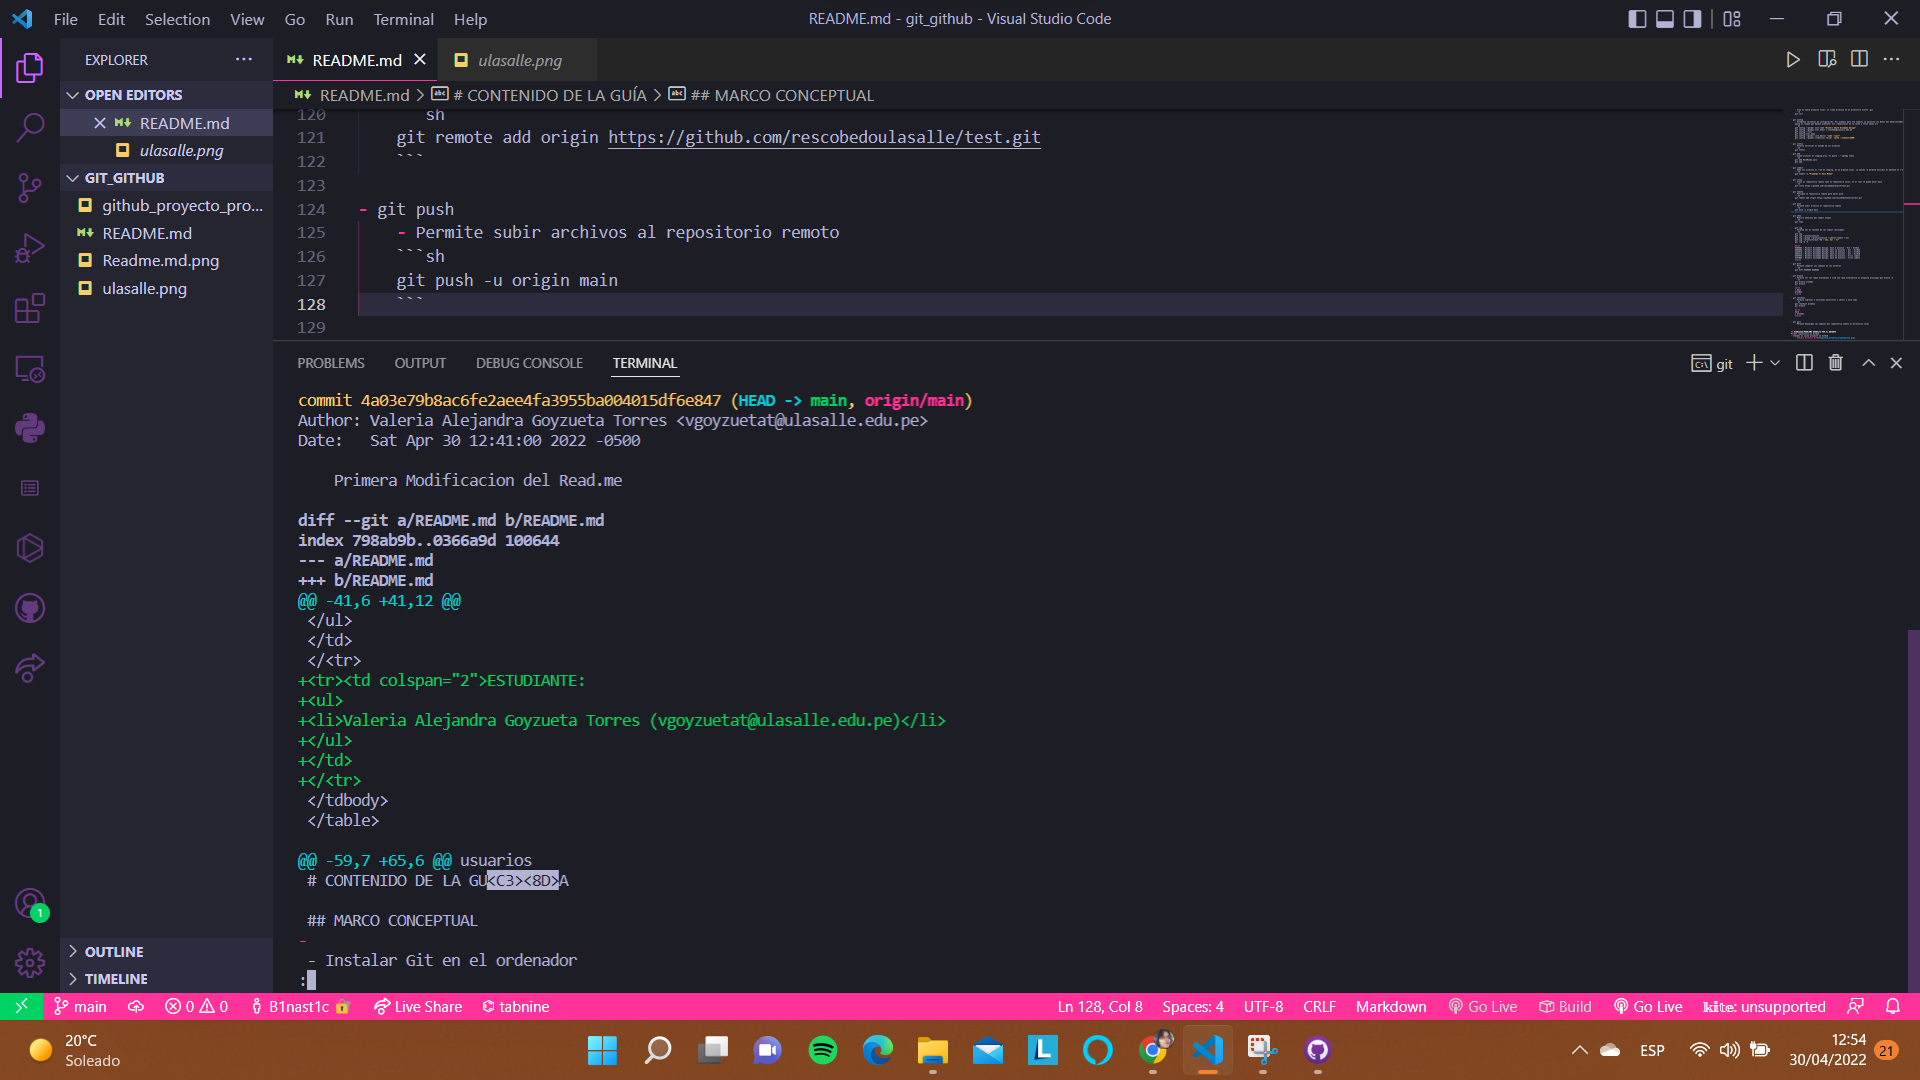 File Edit Selection View Go Run Terminal Help
README.md - git_github - Visual Studio Code
EXPLORER
README.md
ulasalle.png
OPEN EDITORS
README.md
ulasalle.png
GIT_GITHUB
github_proyecto_pro...
README.md
Readme.md.png
ulasalle.png
OUTLINE
TIMELINE
README.md > # CONTENIDO DE LA GUÍA > ## MARCO CONCEPTUAL
120 sh
121 git remote add origin https://github.com/rescobedoulasalle/test.git
122 ```
123
124 - git push
125 - Permite subir archivos al repositorio remoto
126 ```sh
127 git push -u origin main
128 ```
129
PROBLEMS OUTPUT DEBUG CONSOLE TERMINAL
git
commit 4a03e79b8ac6fe2aee4fa3955ba004015df6e847 (HEAD -> main, origin/main)
Author: Valeria Alejandra Goyzueta Torres <vgoyzuetat@ulasalle.edu.pe>
Date: Sat Apr 30 12:41:00 2022 -0500
Primera Modificacion del Read.me
diff --git a/README.md b/README.md
index 798ab9b..0366a9d 100644
--- a/README.md
+++ b/README.md
@@ -41,6 +41,12 @@
</ul>
</td>
</<tr>
+<tr><td colspan="2">ESTUDIANTE:
+<ul>
+<li>Valeria Alejandra Goyzueta Torres (vgoyzuetat@ulasalle.edu.pe)</li>
+</ul>
+</td>
+</<tr>
</tdbody>
</table>
@@ -59,7 +65,6 @@ usuarios
# CONTENIDO DE LA GU<C3><8D>A
## MARCO CONCEPTUAL
-
- Instalar Git en el ordenador
:
1
main
0 0
B1nast1c
Live Share
tabnine
Ln 128, Col 8
Spaces: 4
UTF-8
CRLF
Markdown
Go Live
Build
Go Live
kite: unsupported
20°C
Soleado
L
ESP
12:54
30/04/2022
21